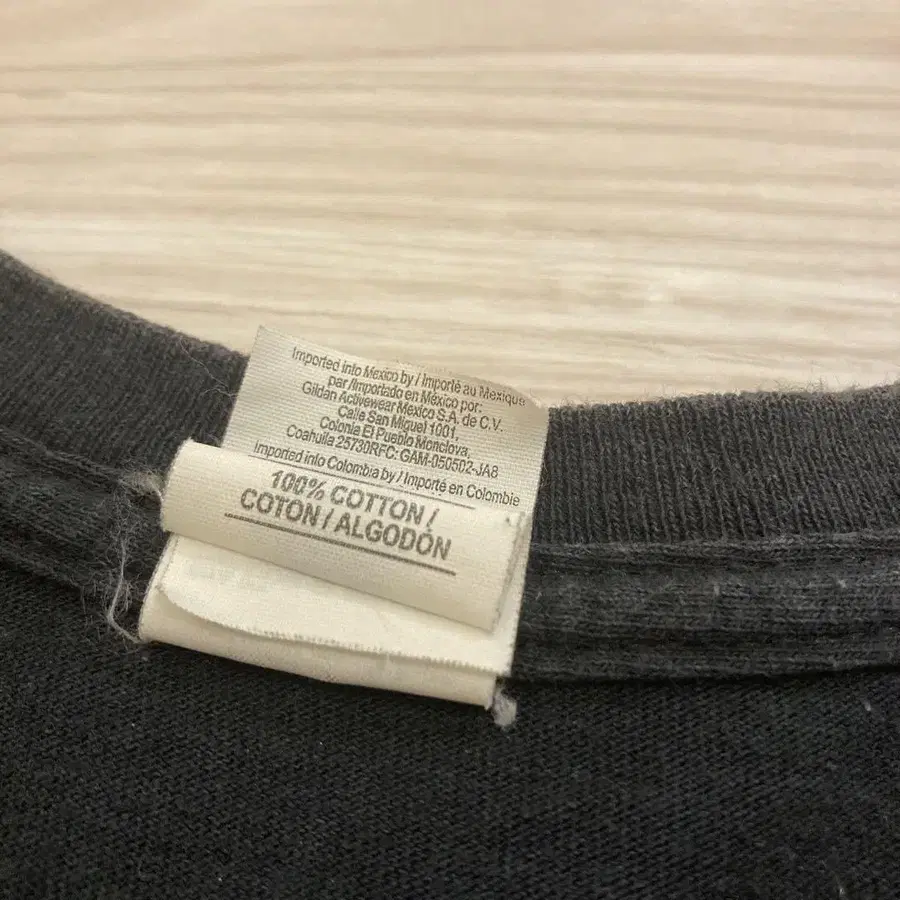 Imported into Mexico by / Importé au Mexique
par /Importado en México por:
Gildan Activewear Mexico S.A. de C.V.
Calle San Miguel 1001,
Colonia El Pueblo Monclova,
Coahuila 25730RFC: GAM-050502-JA8
Imported into Colombia by / Importé en Colombie
100% COTTON /
COTON / ALGODÓN